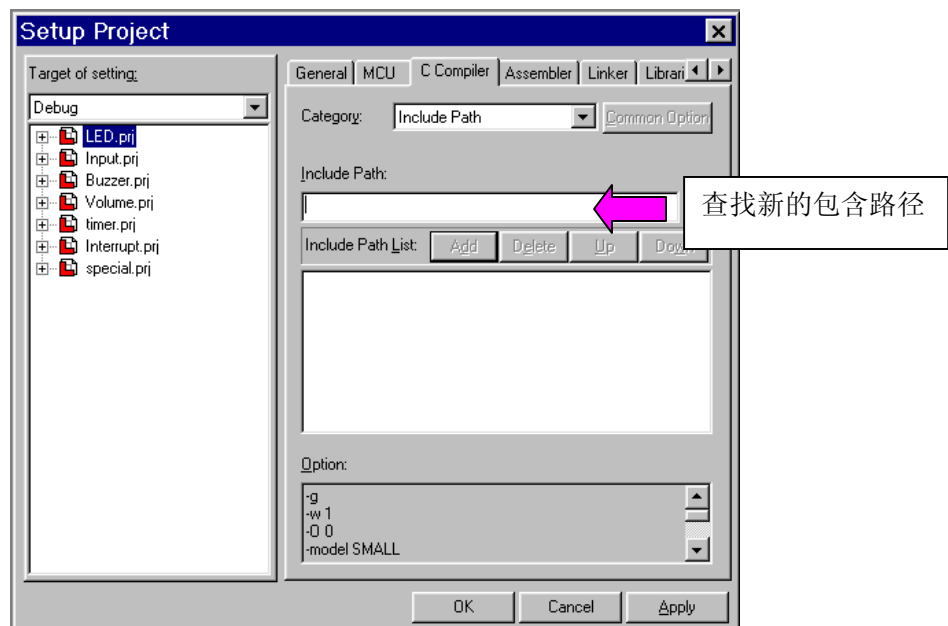 Setup Project
Target of setting:
Debug
LED.prj
Input.prj
Buzzer.prj
Volume.prj
timer.prj
Interrupt.prj
special.prj
General MCU C Compiler Assembler Linker Librari
Category: Include Path Common Option
Include Path:
查找新的包含路径
Include Path List: Add Delete Up Down
Option:
-g
-w 1
-O 0
-model SMALL
OK Cancel Apply